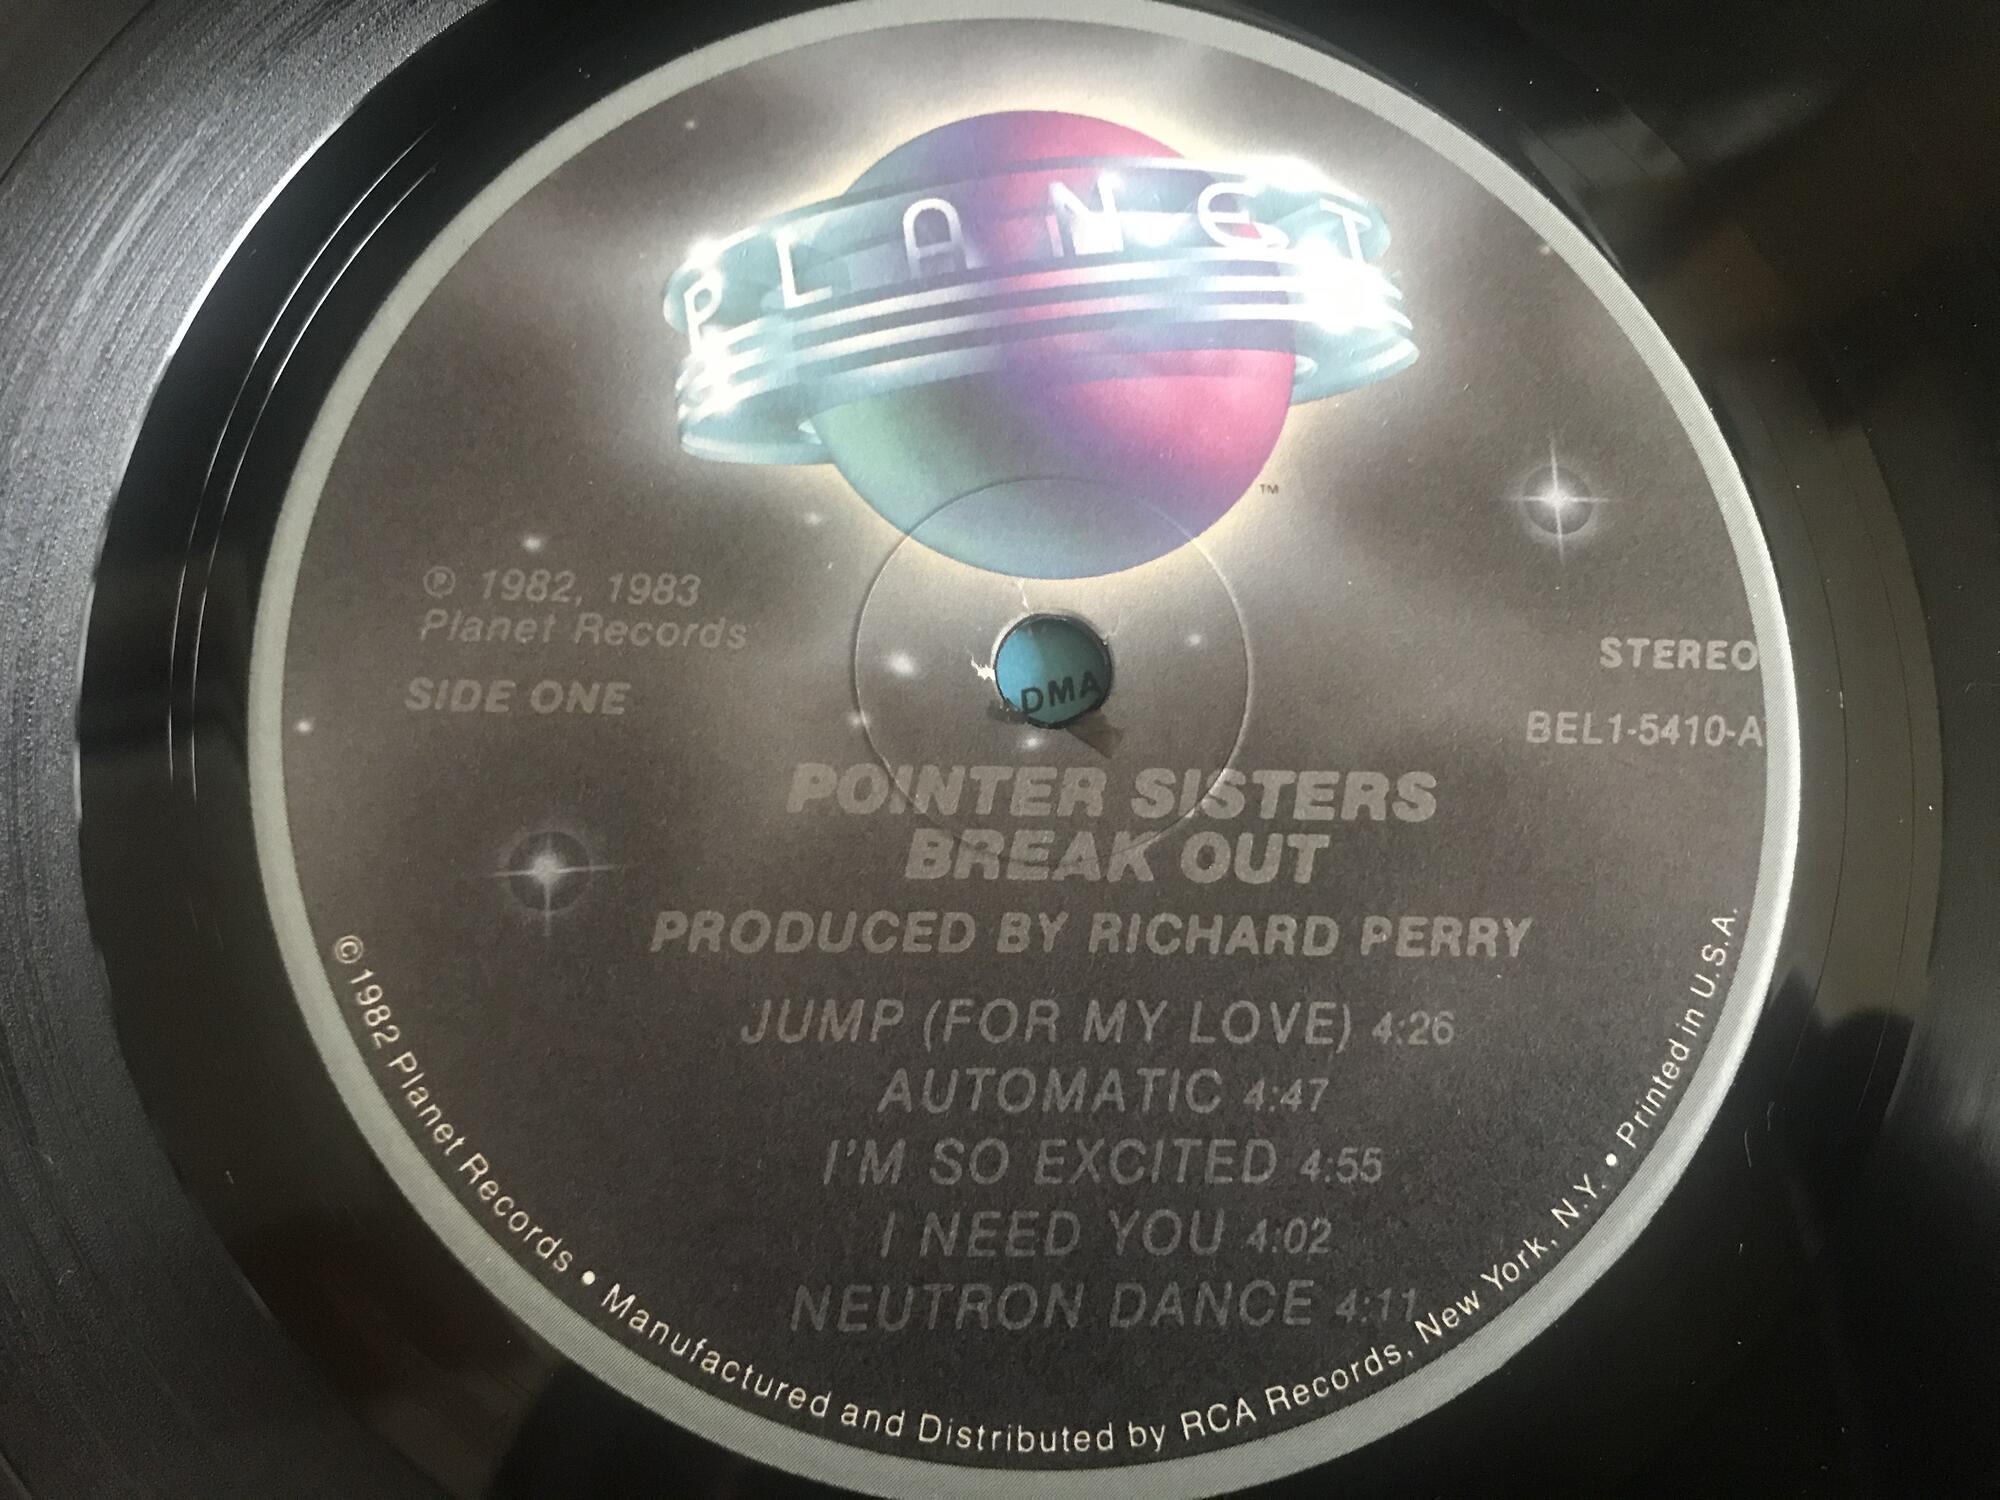 PLANET
™
℗ 1982, 1983
Planet Records
SIDE ONE
STEREO
BEL1-5410-A
DMA
POINTER SISTERS
BREAK OUT
PRODUCED BY RICHARD PERRY
JUMP (FOR MY LOVE) 4:26
AUTOMATIC 4:47
I'M SO EXCITED 4:55
I NEED YOU 4:02
NEUTRON DANCE 4:11
© 1982 Planet Records • Manufactured and Distributed by RCA Records, New York, N.Y. • Printed in U.S.A.